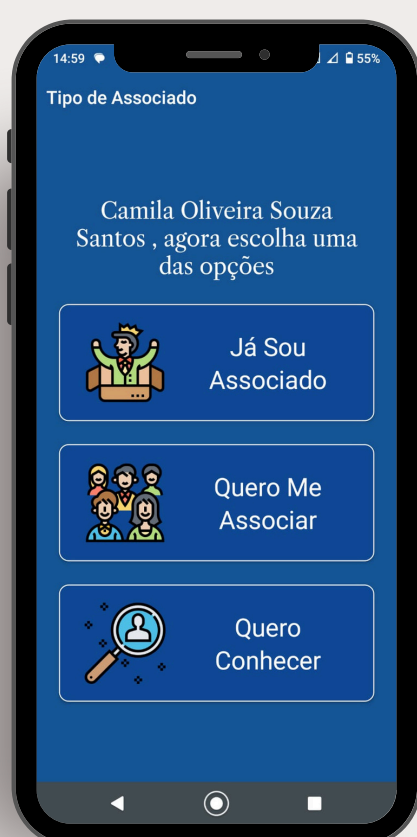 14:59
55%
Tipo de Associado
Camila Oliveira Souza
Santos , agora escolha uma
das opções
Já Sou
Associado
Quero Me
Associar
Quero
Conhecer